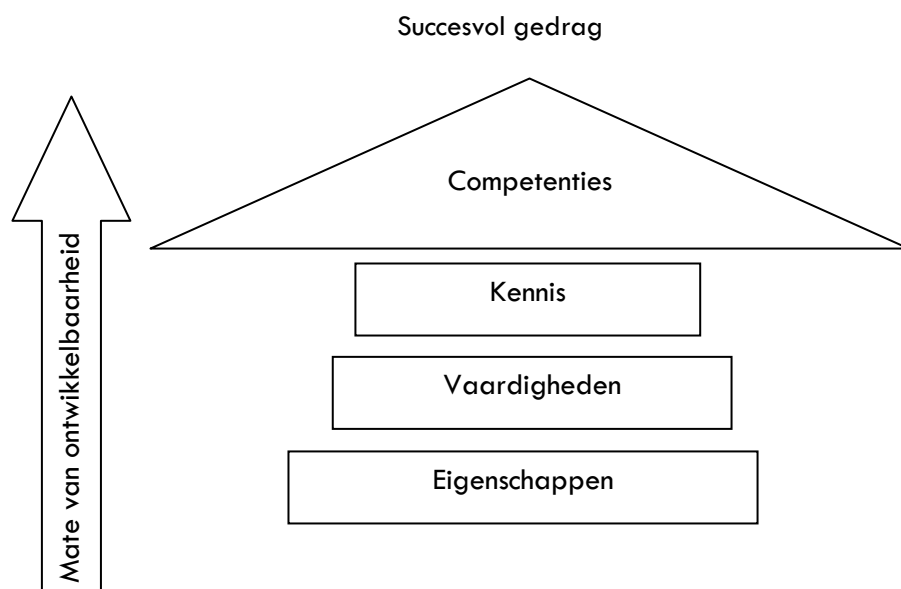 Succesvol gedrag
Competenties
Kennis
Vaardigheden
Eigenschappen
Mate van ontwikkelbaarheid